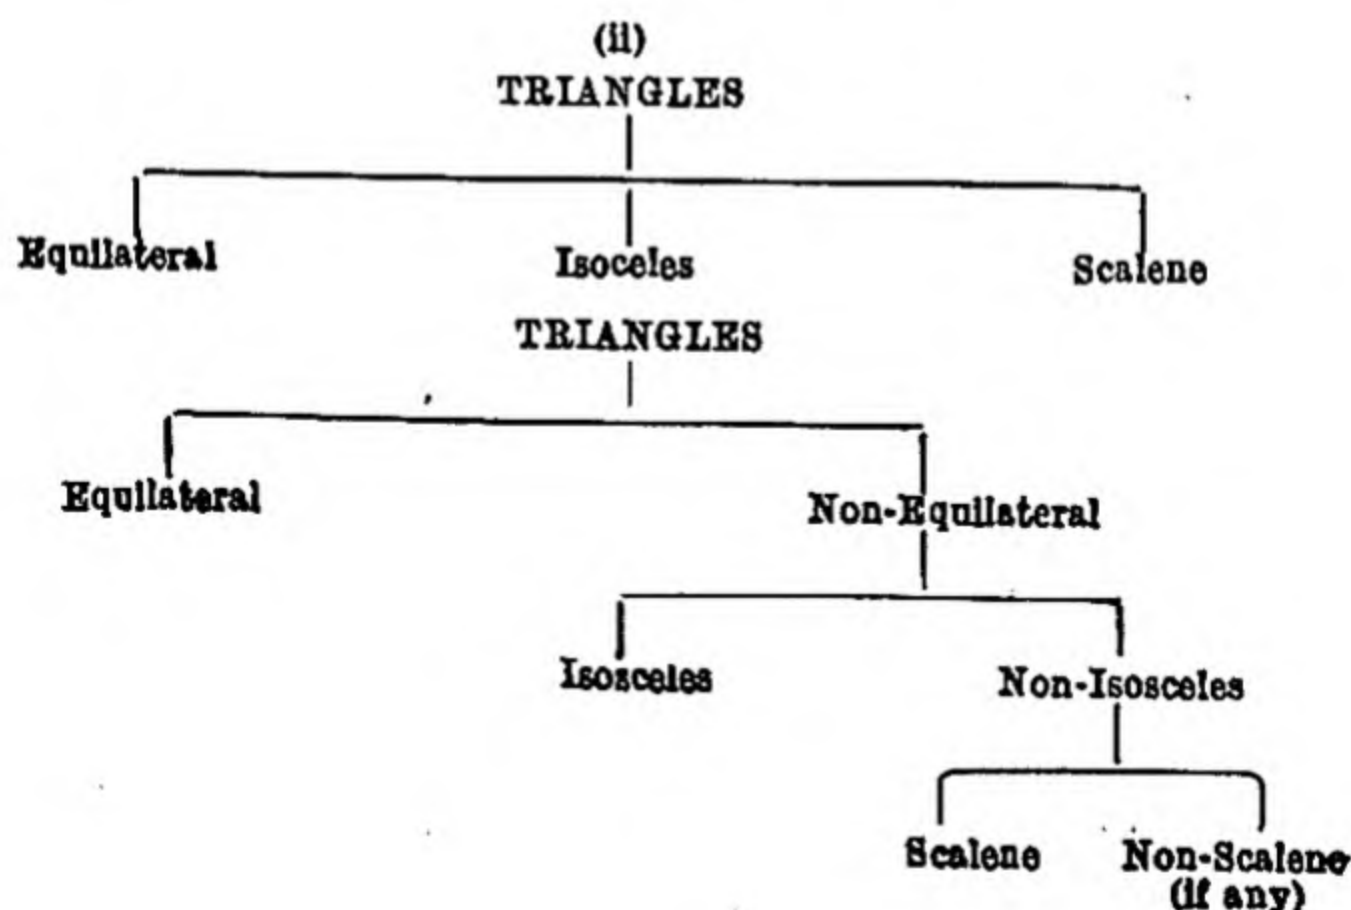 (ii)
TRIANGLES
Equilateral Isoceles Scalene
TRIANGLES
Equilateral Non-Equilateral
Isosceles Non-Isosceles
Scalene Non-Scalene
(if any)